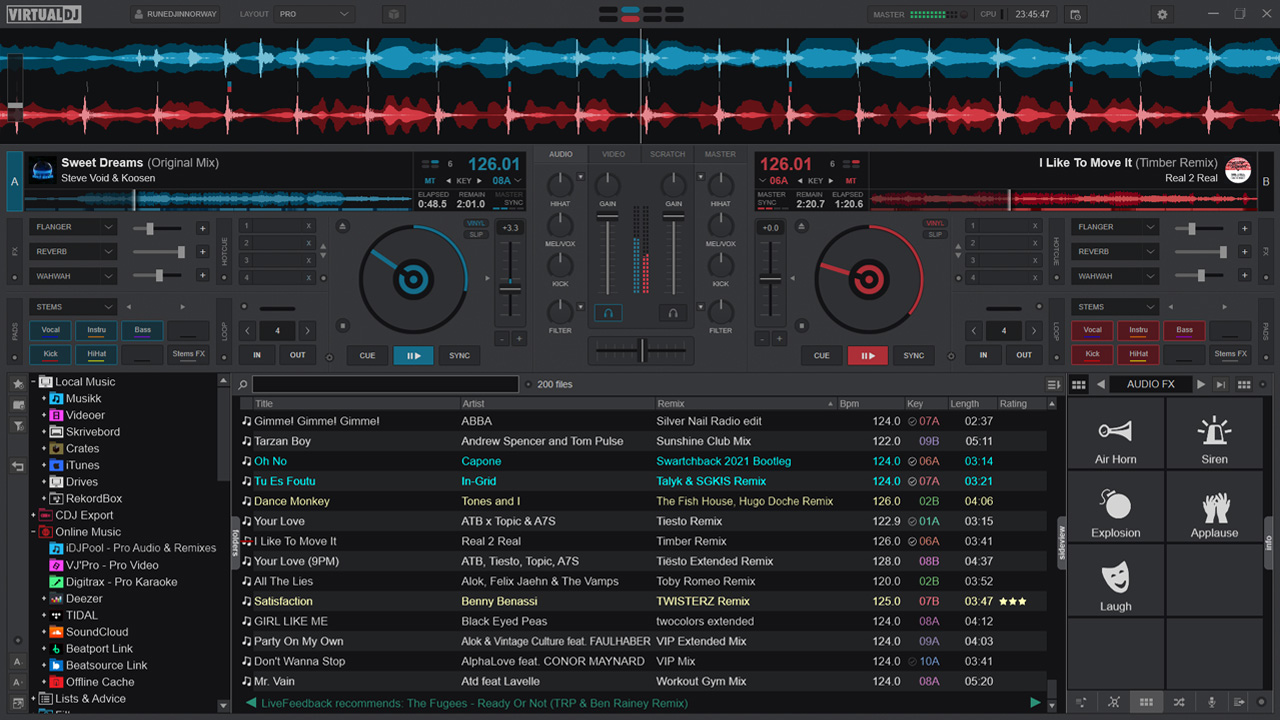 VIRTUALDJ
RUNEDJINNORWAY
LAYOUT PRO
MASTER
CPU
23:45:47
A
Sweet Dreams (Original Mix)
Steve Void & Koosen
6 126.01
MT KEY 08A
ELAPSED REMAIN MASTER
0:48.5 2:01.0 SYNC
AUDIO VIDEO SCRATCH MASTER
126.01 6
06A KEY MT
MASTER REMAIN ELAPSED
SYNC 2:20.7 1:20.6
I Like To Move It (Timber Remix)
Real 2 Real
B
FX
FLANGER
REVERB
WAHWAH
HOTCUE
1 X
2 X
3 X
4 X
VINYL
SLIP
+3.3
PADS
STEMS
Vocal Instru Bass
Kick HiHat Stems FX
LOOP
4
IN OUT
CUE SYNC
- +
HIHAT
MEL/VOX
KICK
FILTER
GAIN GAIN
HIHAT
MEL/VOX
KICK
FILTER
+0.0
VINYL
SLIP
- +
CUE SYNC
1 X
2 X
3 X
4 X
HOTCUE
4
IN OUT
LOOP
FLANGER
REVERB
WAHWAH
FX
STEMS
Vocal Instru Bass
Kick HiHat Stems FX
PADS
Local Music
Musikk
Videoer
Skrivebord
Crates
iTunes
Drives
RekordBox
CDJ Export
Online Music
iDJPool - Pro Audio & Remixes
VJ'Pro - Pro Video
Digitrax - Pro Karaoke
Deezer
TIDAL
SoundCloud
Beatport Link
Beatsource Link
Offline Cache
Lists & Advice
folders
200 files
Title Artist Remix Bpm Key Length Rating
Gimme! Gimme! Gimme! ABBA Silver Nail Radio edit 124.0 07A 02:37
Tarzan Boy Andrew Spencer and Tom Pulse Sunshine Club Mix 122.0 09B 05:11
Oh No Capone Swartchback 2021 Bootleg 124.0 06A 03:14
Tu Es Foutu In-Grid Talyk & SGKIS Remix 124.0 07A 03:21
Dance Monkey Tones and I The Fish House, Hugo Doche Remix 126.0 02B 04:06
Your Love ATB x Topic & A7S Tiesto Remix 122.9 01A 03:15
I Like To Move It Real 2 Real Timber Remix 126.0 06A 03:41
Your Love (9PM) ATB, Tiesto, Topic, A7S Tiësto Extended Remix 128.0 08B 04:37
All The Lies Alok, Felix Jaehn & The Vamps Toby Romeo Remix 120.0 02B 03:52
Satisfaction Benny Benassi TWISTERZ Remix 125.0 07B 03:47
GIRL LIKE ME Black Eyed Peas twocolors extended 124.0 08A 04:12
Party On My Own Alok & Vintage Culture feat. FAULHABER VIP Extended Mix 124.0 09A 04:03
Don't Wanna Stop AlphaLove feat. CONOR MAYNARD VIP Mix 124.0 10A 03:41
Mr. Vain Atd feat Lavelle Workout Gym Mix 124.0 08A 05:20
LiveFeedback recommends: The Fugees - Ready Or Not (TRP & Ben Rainey Remix)
sideview
AUDIO FX
Air Horn Siren
Explosion Applause
Laugh
info